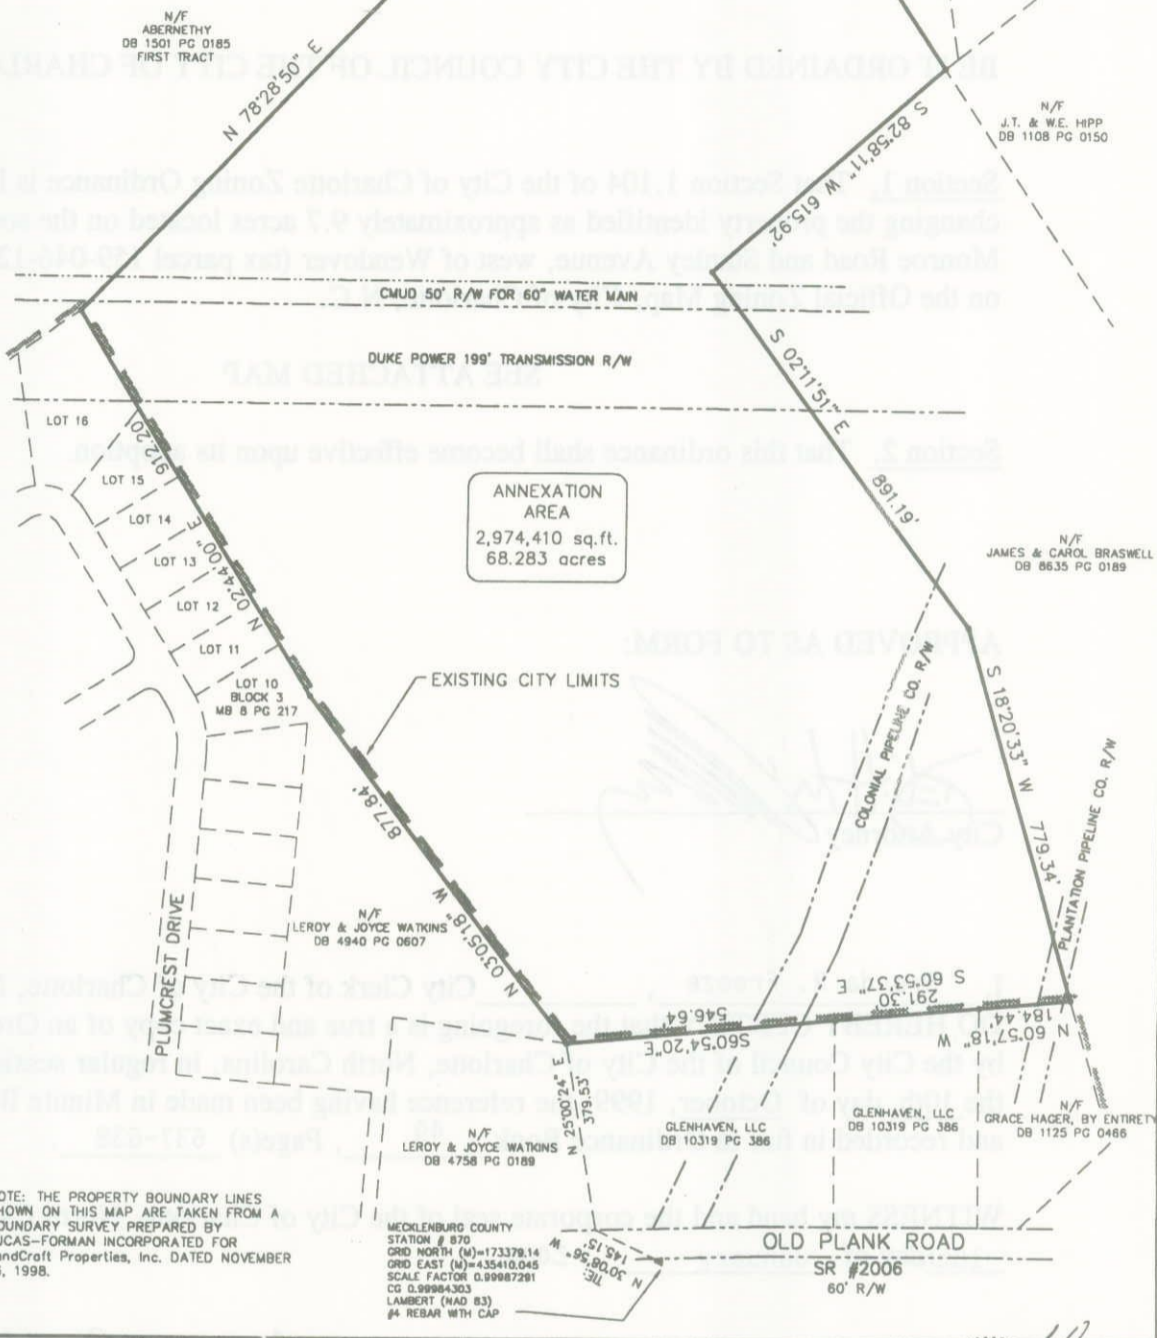 N/F
ABERNETHY
DB 1501 PG 0185
FIRST TRACT
N 78°28'50" E
N/F
J.T. & W.E. HIPP
DB 1108 PG 0150
S 82°58'11" W 615.92'
CMUD 50' R/W FOR 60" WATER MAIN
DUKE POWER 199' TRANSMISSION R/W
S 02°11'51" E
891.19'
LOT 16
LOT 15
LOT 14
LOT 13
LOT 12
LOT 11
LOT 10
BLOCK 3
MB 8 PG 217
N 02°44'00" E
ANNEXATION
AREA
2,974,410 sq.ft.
68.283 acres
N/F
JAMES & CAROL BRASWELL
DB 8635 PG 0189
EXISTING CITY LIMITS
877.84'
N 03°05'18" W
COLONIAL PIPELINE CO. R/W
S 18°20'33" W
779.34'
PLANTATION PIPELINE CO. R/W
PLUMCREST DRIVE
N/F
LEROY & JOYCE WATKINS
DB 4940 PG 0607
S60°54'20"E
546.64'
S 60°53'37" E
291.30'
N 60°57'18" W
184.44'
379.53'
N/F
LEROY & JOYCE WATKINS
DB 4758 PG 0189
GLENHAVEN, LLC
DB 10319 PG 386
GLENHAVEN, LLC
DB 10319 PG 386
N/F
GRACE HAGER, BY ENTIRETY
DB 1125 PG 0466
OTE: THE PROPERTY BOUNDARY LINES
HOWN ON THIS MAP ARE TAKEN FROM A
OUNDARY SURVEY PREPARED BY
UCAS-FORMAN INCORPORATED FOR
andCraft Properties, Inc. DATED NOVEMBER
, 1998.
MECKLENBURG COUNTY
STATION # 870
GRID NORTH (M)=173379.14
GRID EAST (M)=435410.045
SCALE FACTOR 0.99987291
CG 0.99984303
LAMBERT (NAD 83)
#4 REBAR WITH CAP
TIE:
N 30°08'56" W
145.15'
OLD PLANK ROAD
SR #2006
60' R/W